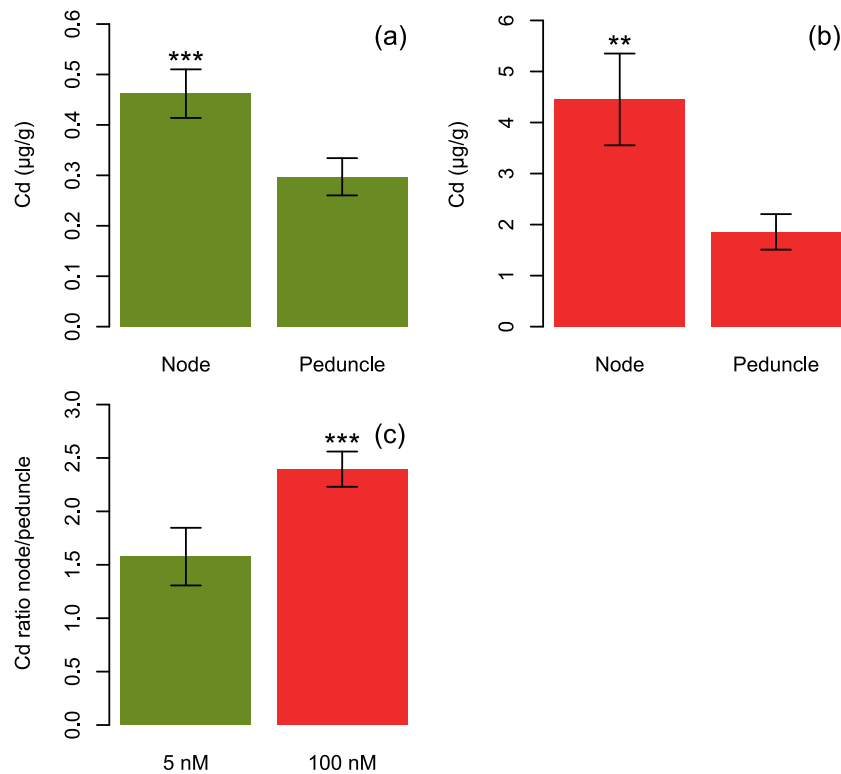 (a)
***
Cd (µg/g)
0.6
0.5
0.4
0.3
0.2
0.1
0.0
Node Peduncle
(b)
**
Cd (µg/g)
6
5
4
3
2
1
0
Node Peduncle
(c)
***
Cd ratio node/peduncle
3.0
2.5
2.0
1.5
1.0
0.5
0.0
5 nM 100 nM